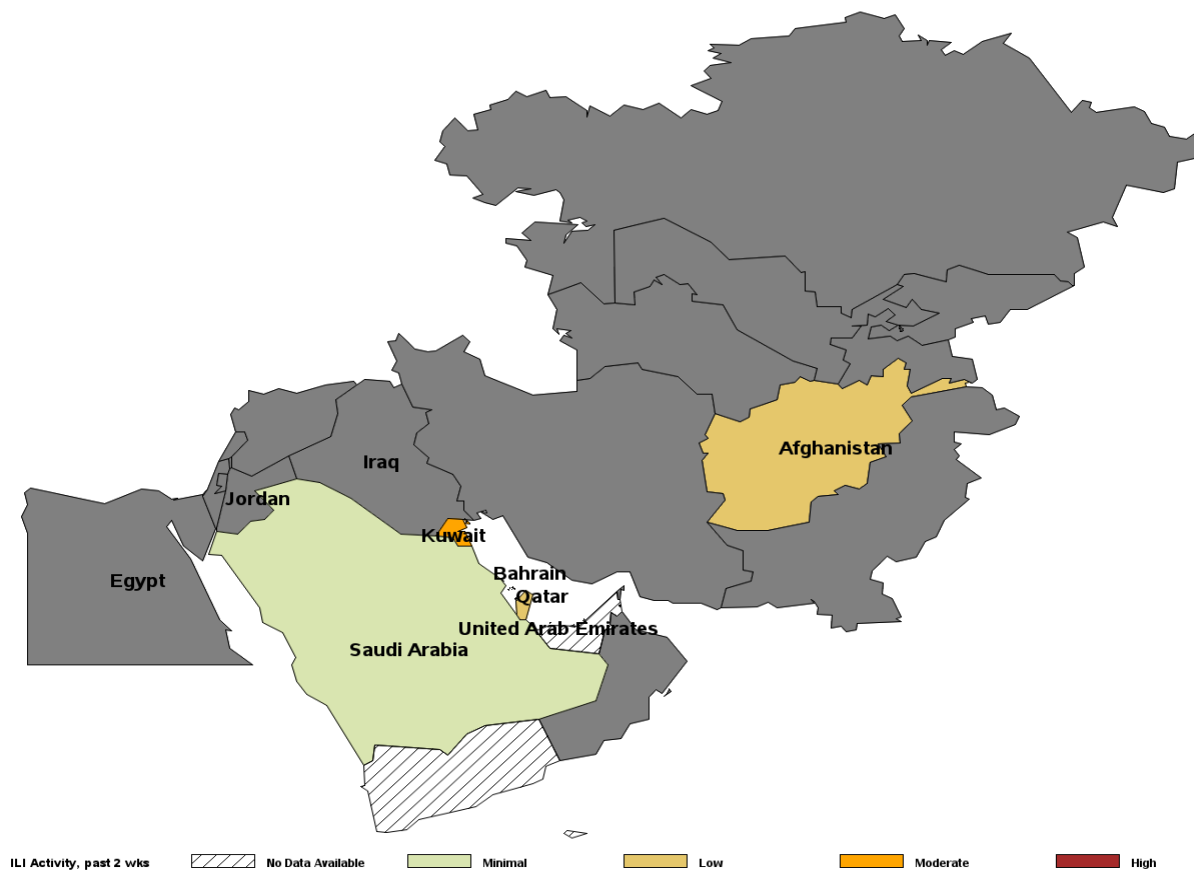 Afghanistan
Iraq
Jordan
Kuwait
Bahrain
Egypt
Qatar
United Arab Emirates
Saudi Arabia
ILI Activity, past 2 wks
No Data Available
Minimal
Low
Moderate
High